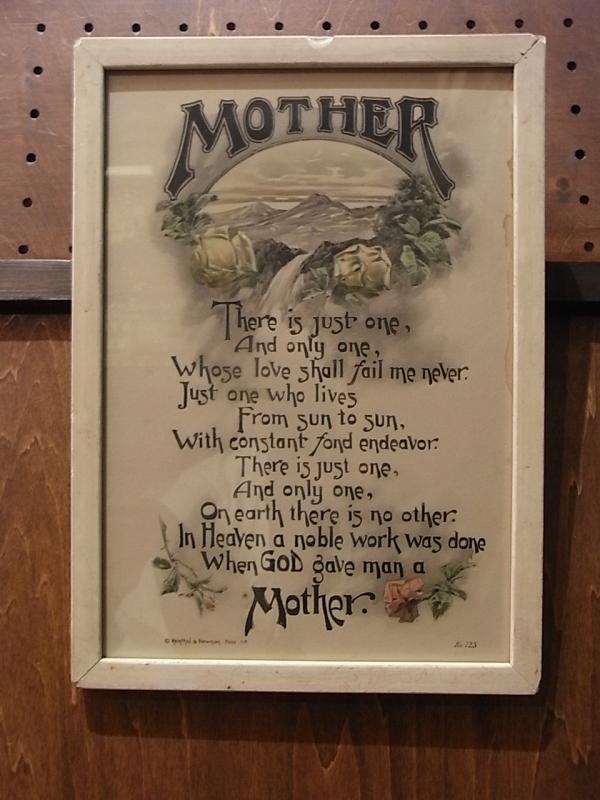 MOTHER
There is just one,
And only one,
Whose love shall fail me never.
Just one who lives
From sun to sun,
With constant fond endeavor.
There is just one,
And only one,
On earth there is no other.
In Heaven a noble work was done
When GOD gave man a
Mother.
No. 125